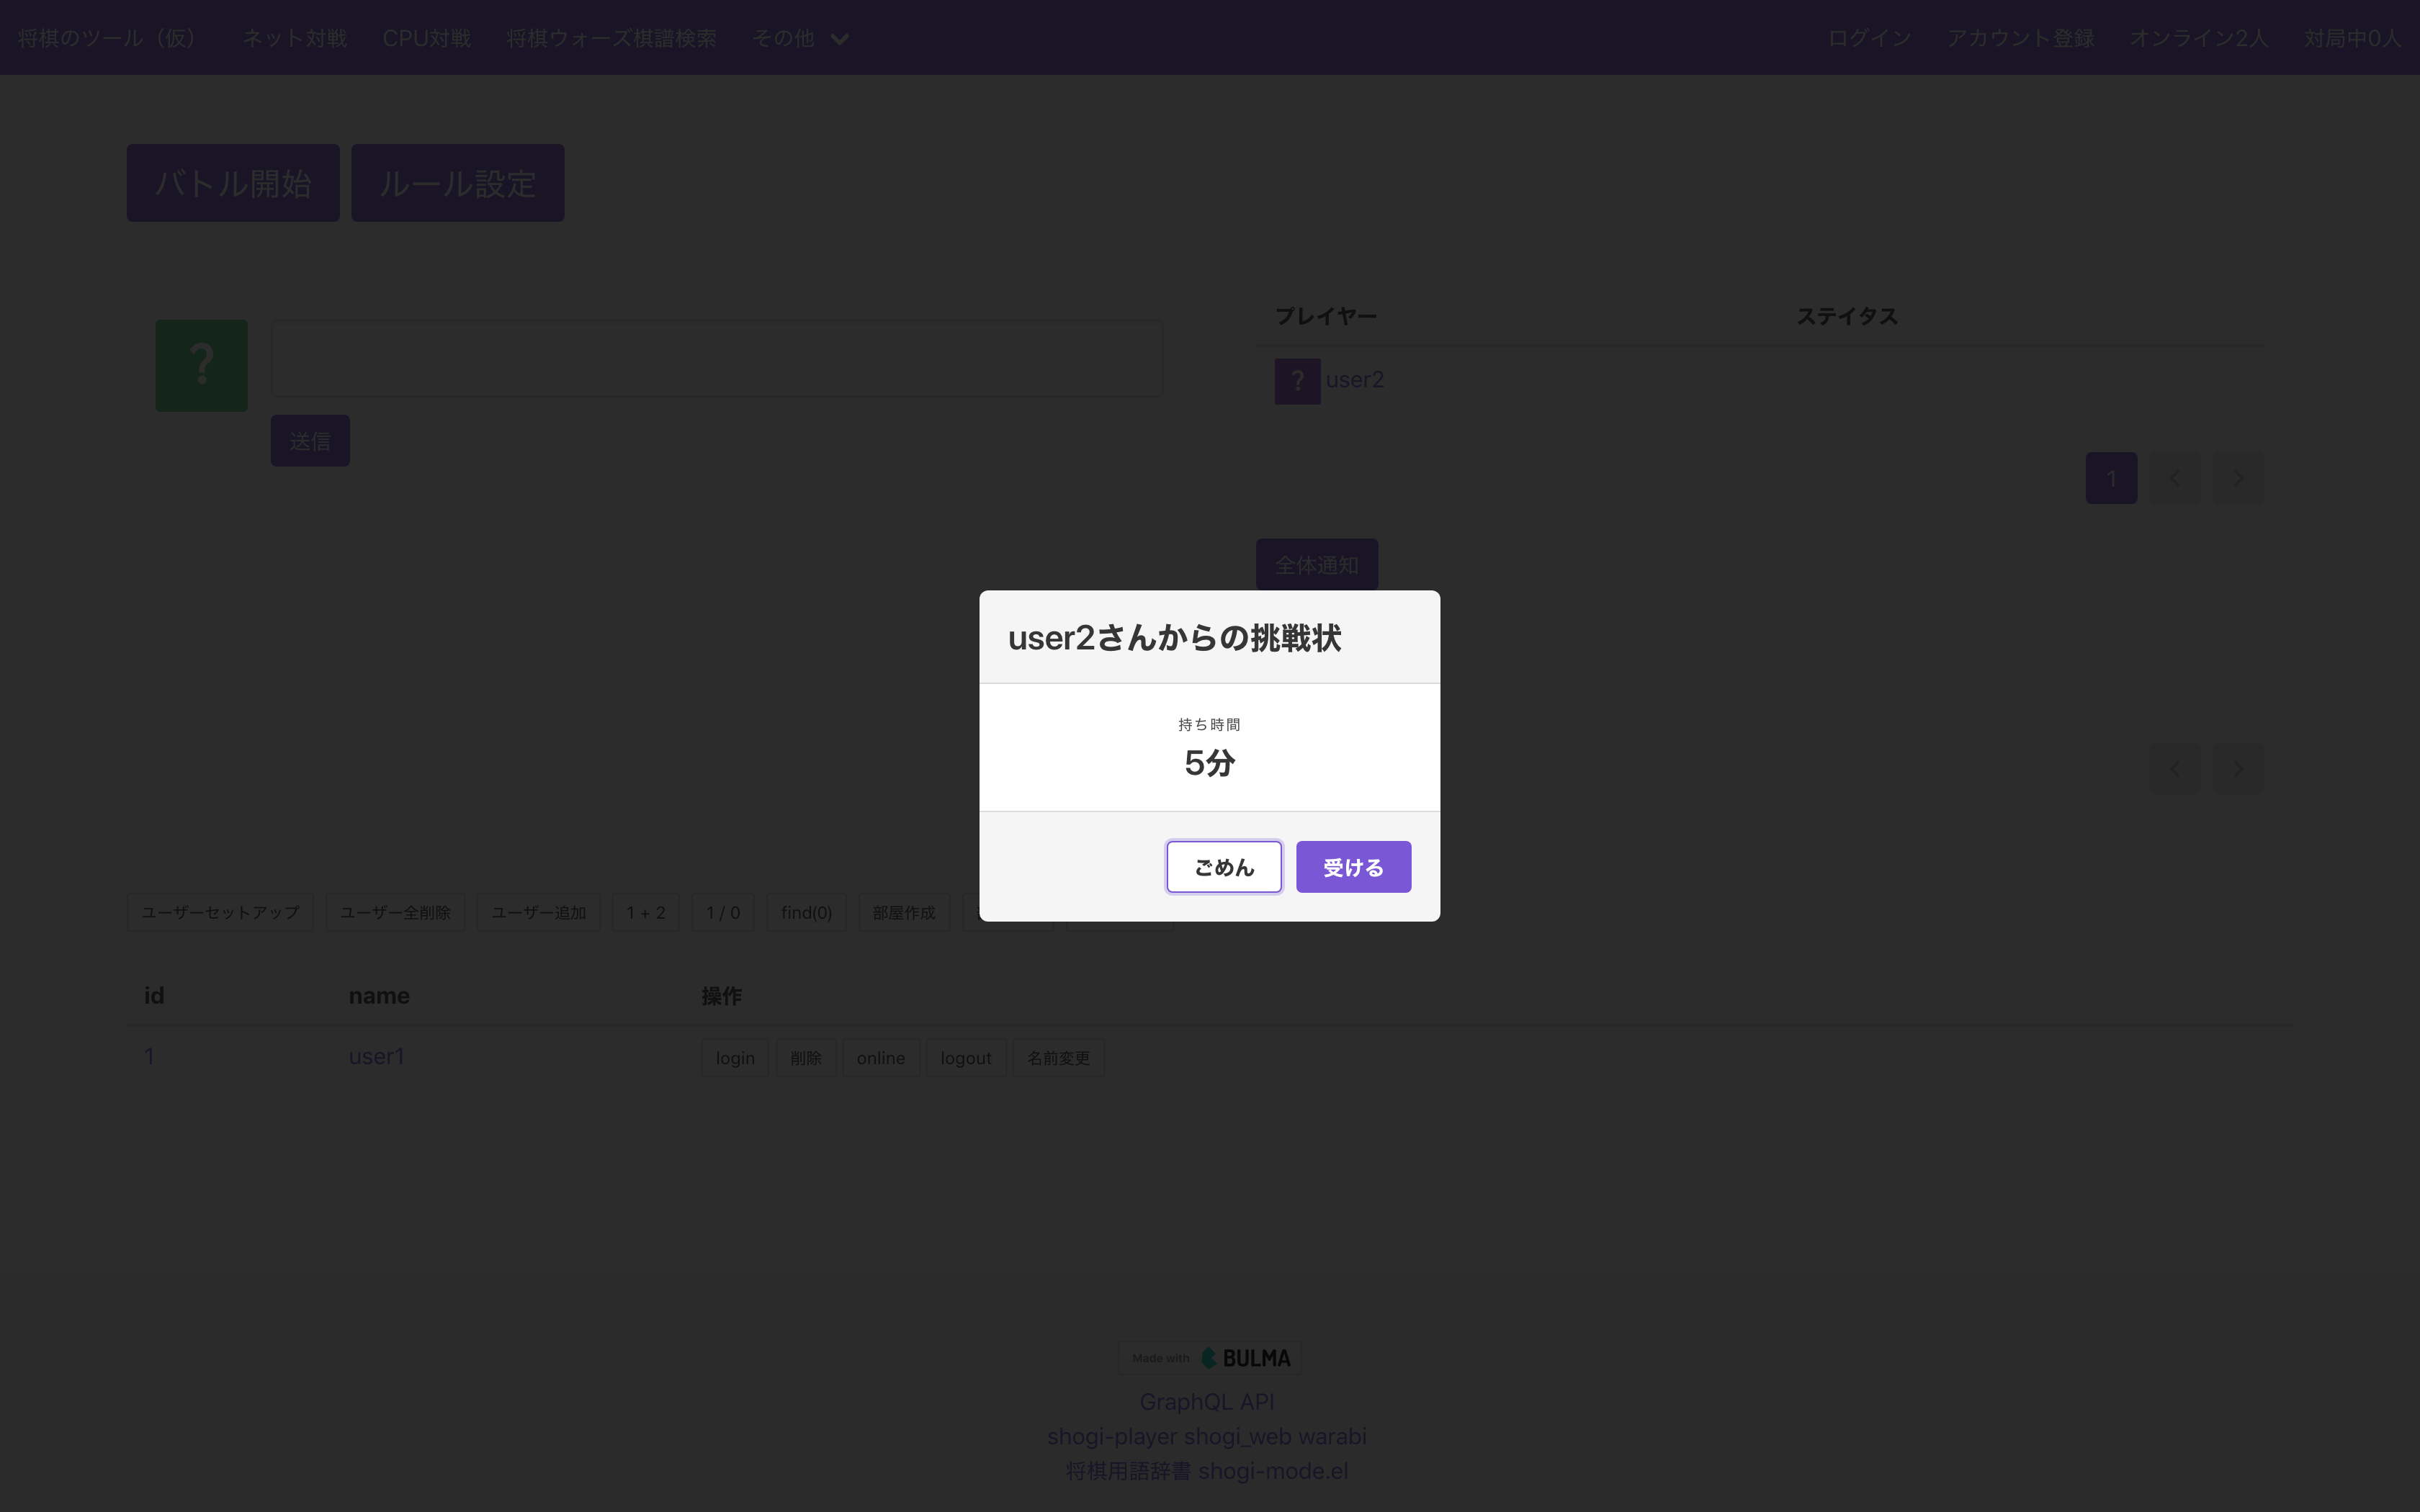 将棋のツール（仮） ネット対戦 CPU対戦 将棋ウォーズ棋譜検索 その他 ログイン アカウント登録 オンライン2人 対局中0人
バトル開始 ルール設定
プレイヤー ステイタス
?
? user2
送信
1
全体通知
user2さんからの挑戦状
持ち時間
5分
ごめん 受ける
ユーザーセットアップ ユーザー全削除 ユーザー追加 1 + 2 1 / 0 find(0) 部屋作成
id name 操作
1 user1 login 削除 online logout 名前変更
Made with BULMA
GraphQL API
shogi-player shogi_web warabi
将棋用語辞書 shogi-mode.el